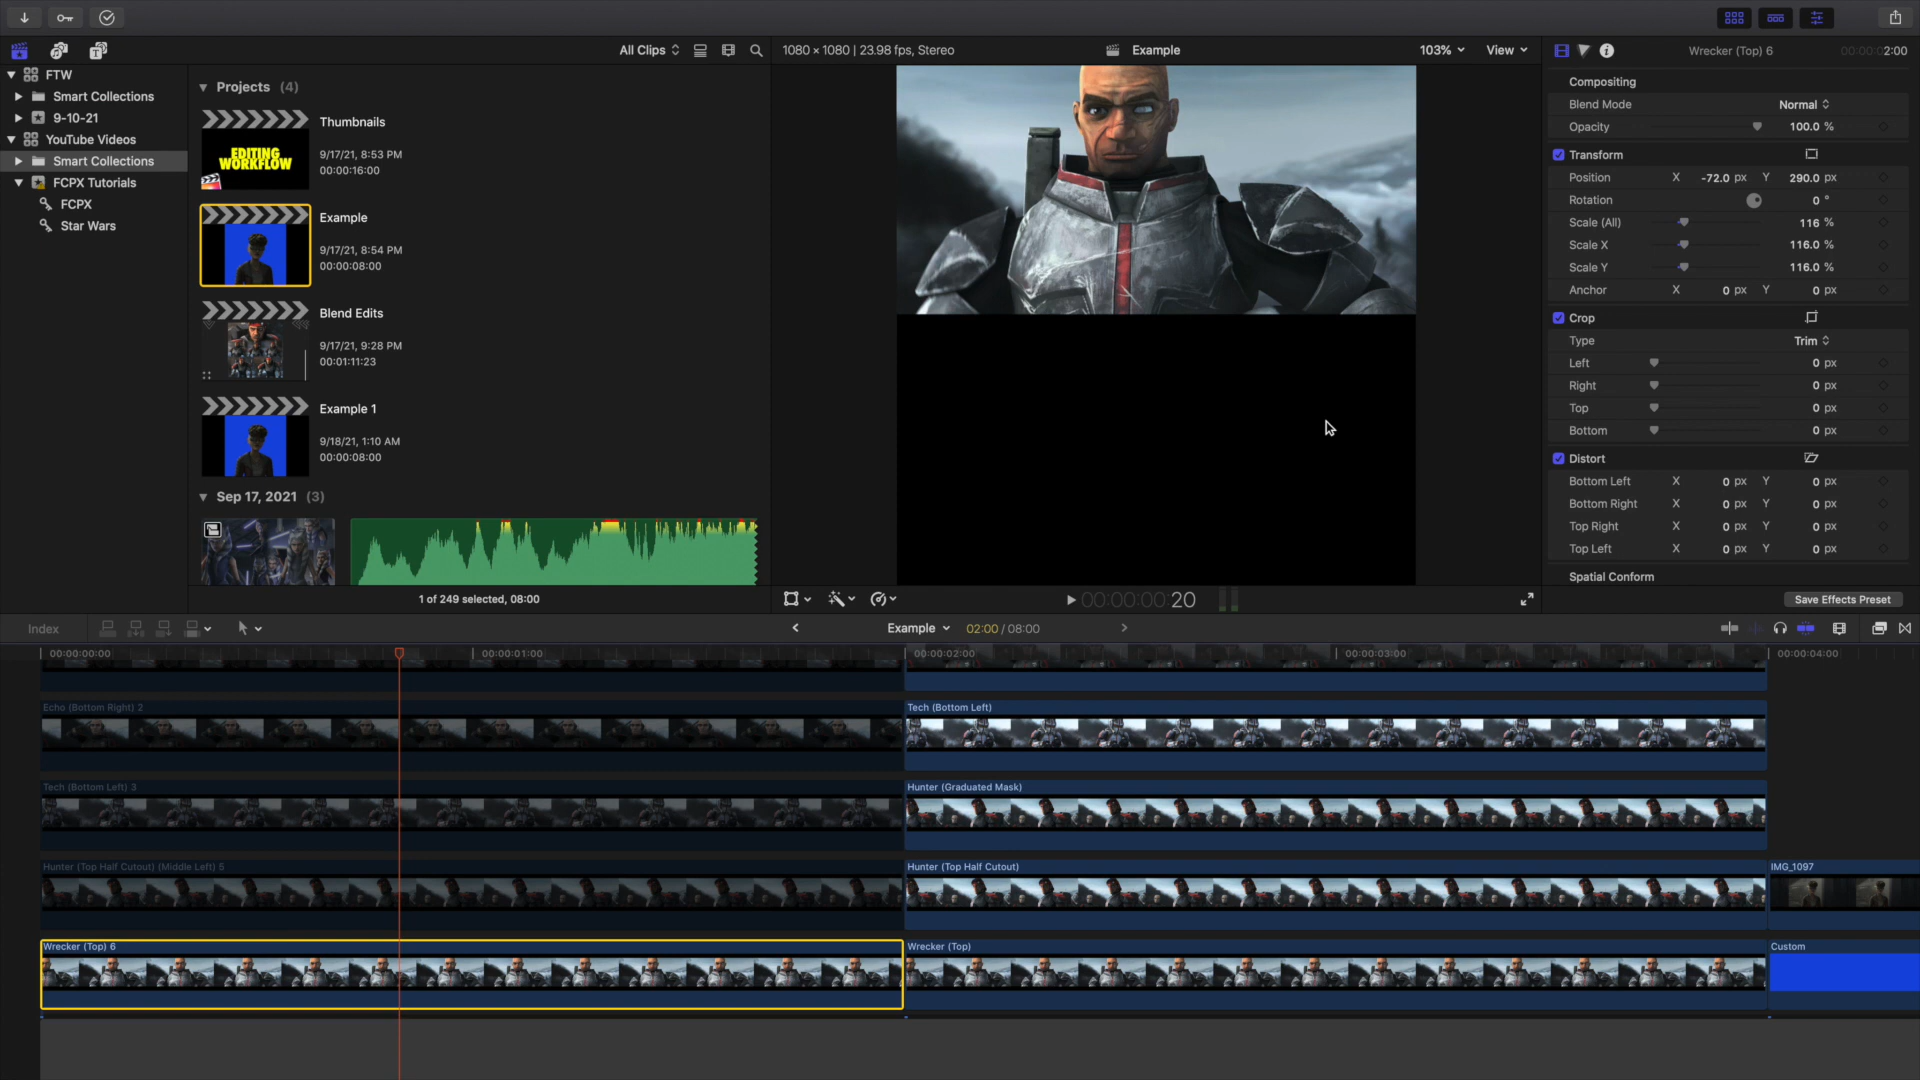 All Clips
1080 × 1080 | 23.98 fps, Stereo
Example
103%
View
Wrecker (Top) 6
00:00:02:00
FTW
Smart Collections
9-10-21
YouTube Videos
Smart Collections
FCPX Tutorials
FCPX
Star Wars
Projects (4)
EDITING
WORKFLOW
Thumbnails
9/17/21, 8:53 PM
00:00:16:00
Example
9/17/21, 8:54 PM
00:00:08:00
Blend Edits
9/17/21, 9:28 PM
00:01:11:23
Example 1
9/18/21, 1:10 AM
00:00:08:00
Sep 17, 2021 (3)
1 of 249 selected, 08:00
Compositing
Blend Mode Normal
Opacity 100.0 %
Transform
Position X -72.0 px Y 290.0 px
Rotation 0 °
Scale (All) 116 %
Scale X 116.0 %
Scale Y 116.0 %
Anchor X 0 px Y 0 px
Crop
Type Trim
Left 0 px
Right 0 px
Top 0 px
Bottom 0 px
Distort
Bottom Left X 0 px Y 0 px
Bottom Right X 0 px Y 0 px
Top Right X 0 px Y 0 px
Top Left X 0 px Y 0 px
Spatial Conform
Save Effects Preset
00:00:00:20
Index
Example
02:00 / 08:00
00:00:00:00
00:00:01:00
00:00:02:00
00:00:03:00
00:00:04:00
Echo (Bottom Right) 2
Tech (Bottom Left)
Tech (Bottom Left) 3
Hunter (Graduated Mask)
Hunter (Top Half Cutout) (Middle Left) 5
Hunter (Top Half Cutout)
IMG_1097
Wrecker (Top) 6
Wrecker (Top)
Custom